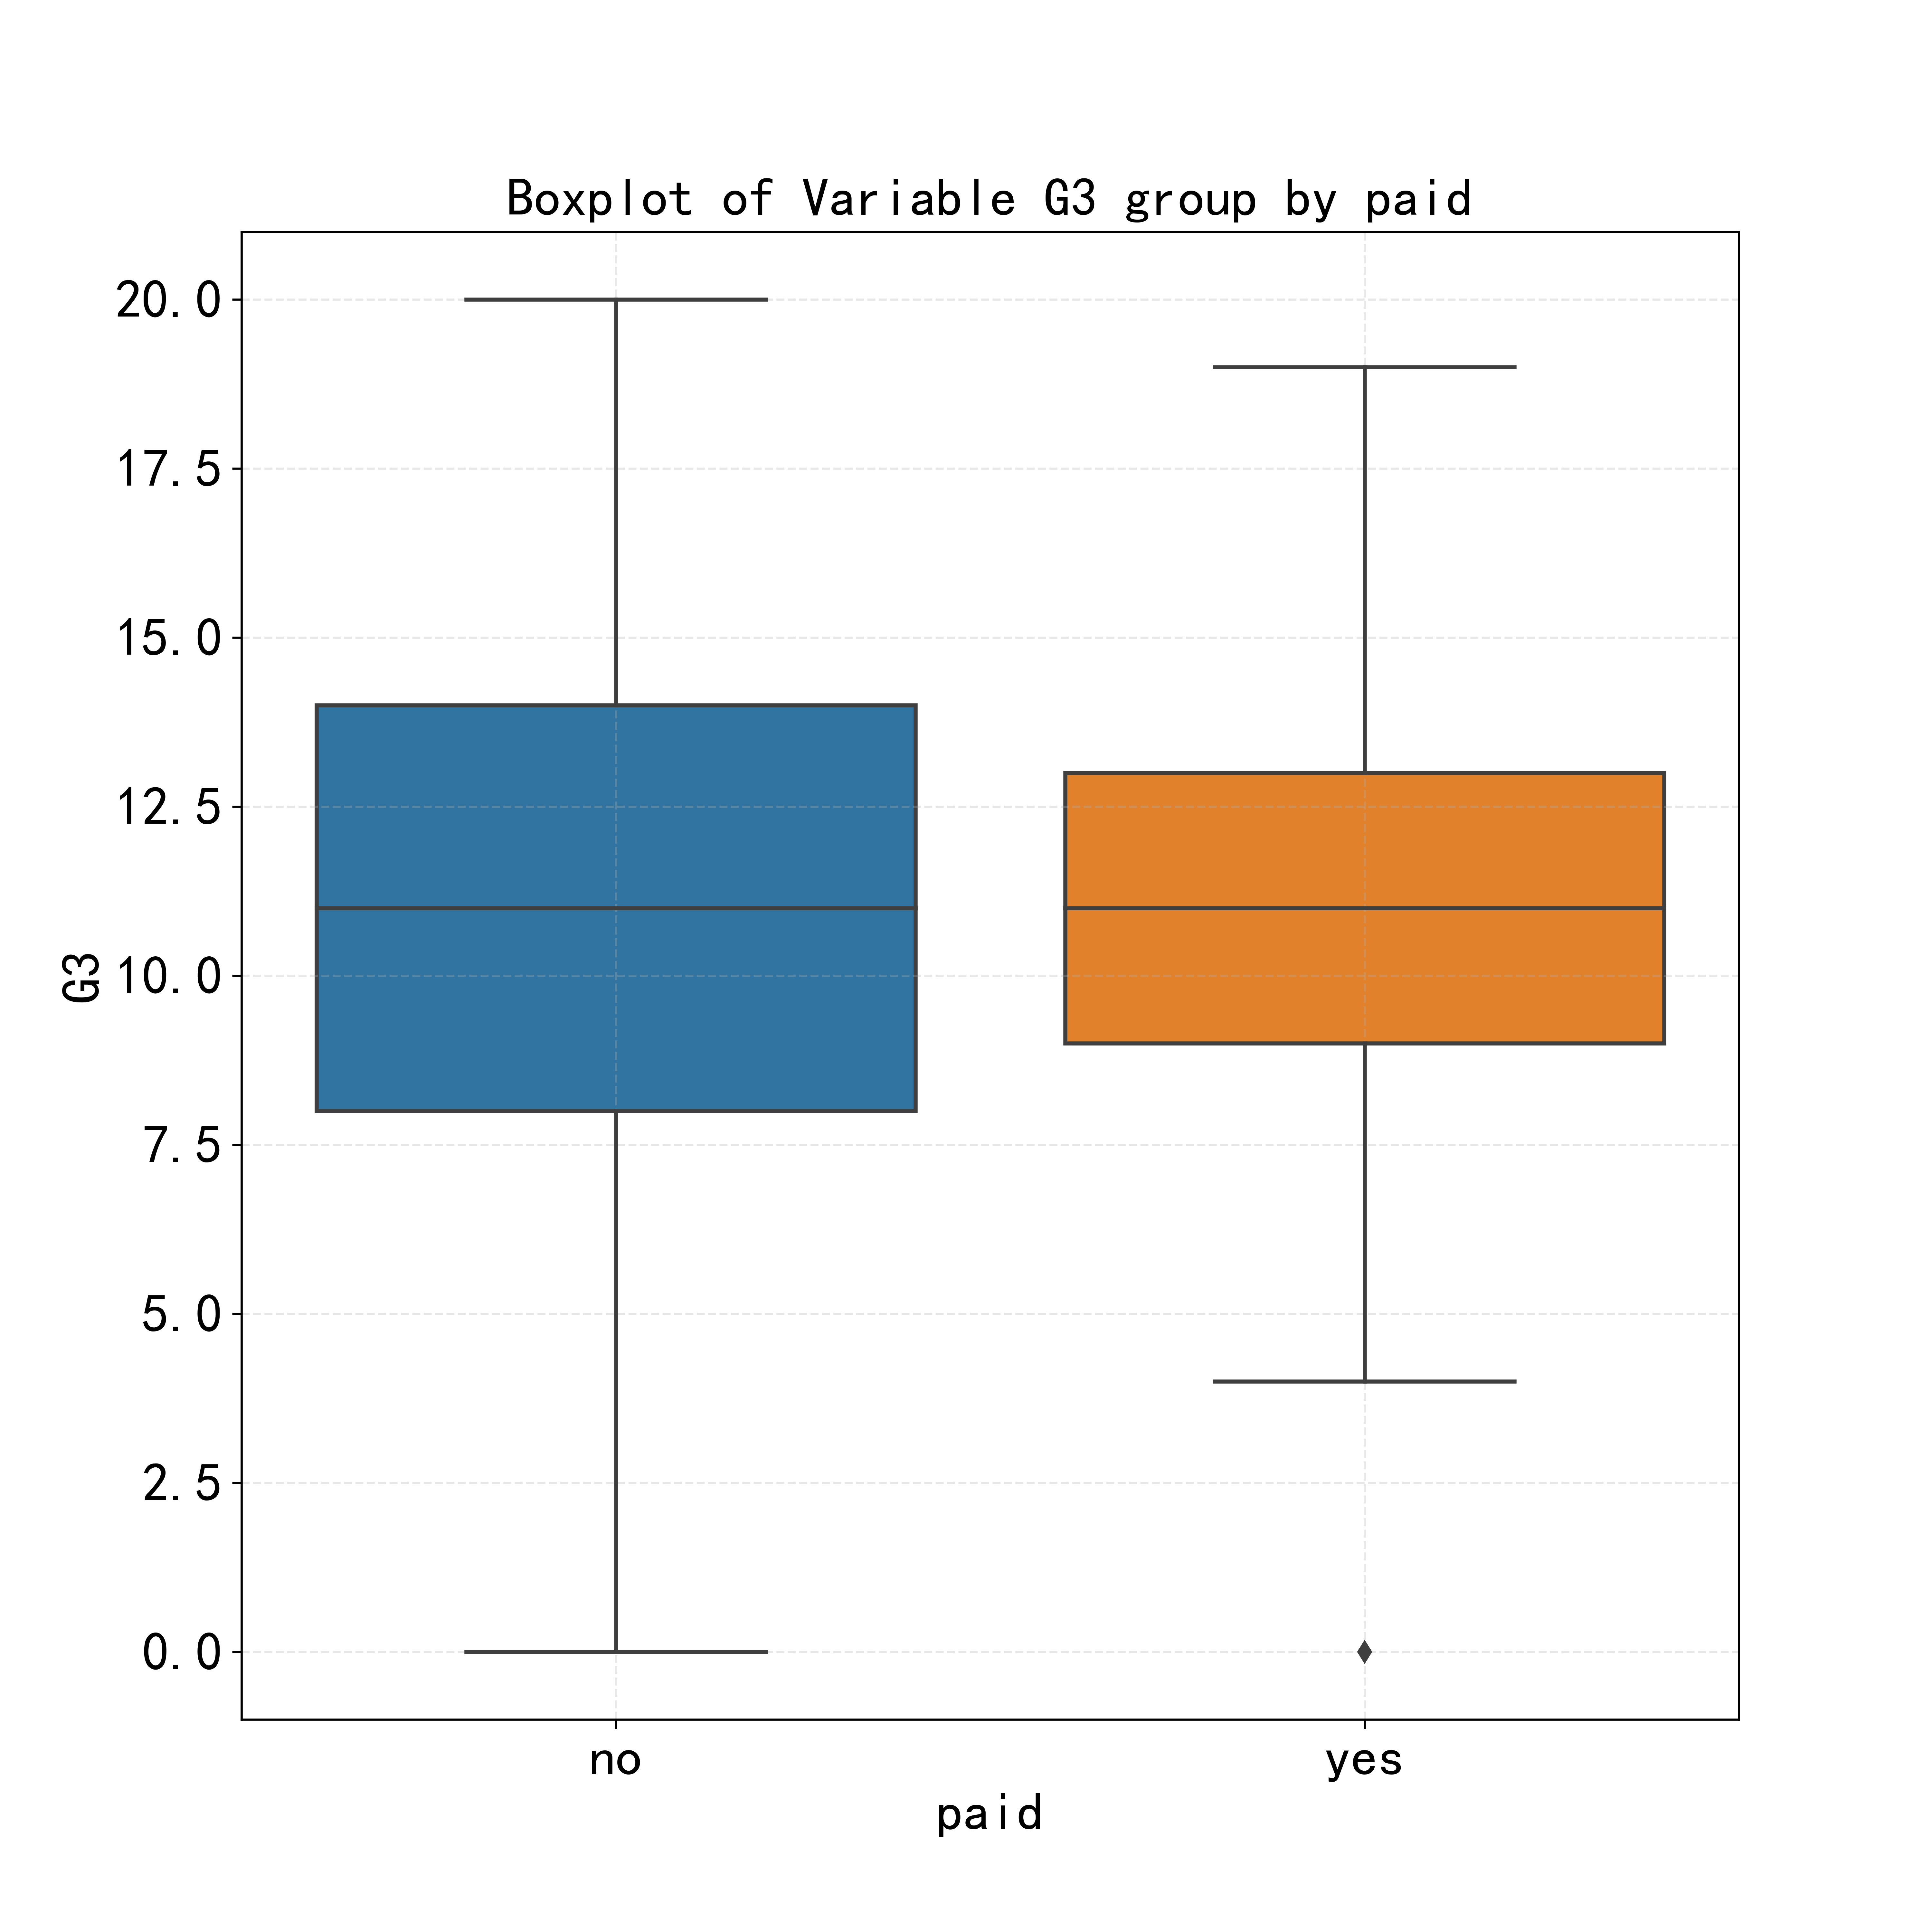 Boxplot of Variable G3 group by paid
20.0
17.5
15.0
12.5
10.0
7.5
5.0
2.5
0.0
G3
no yes
paid